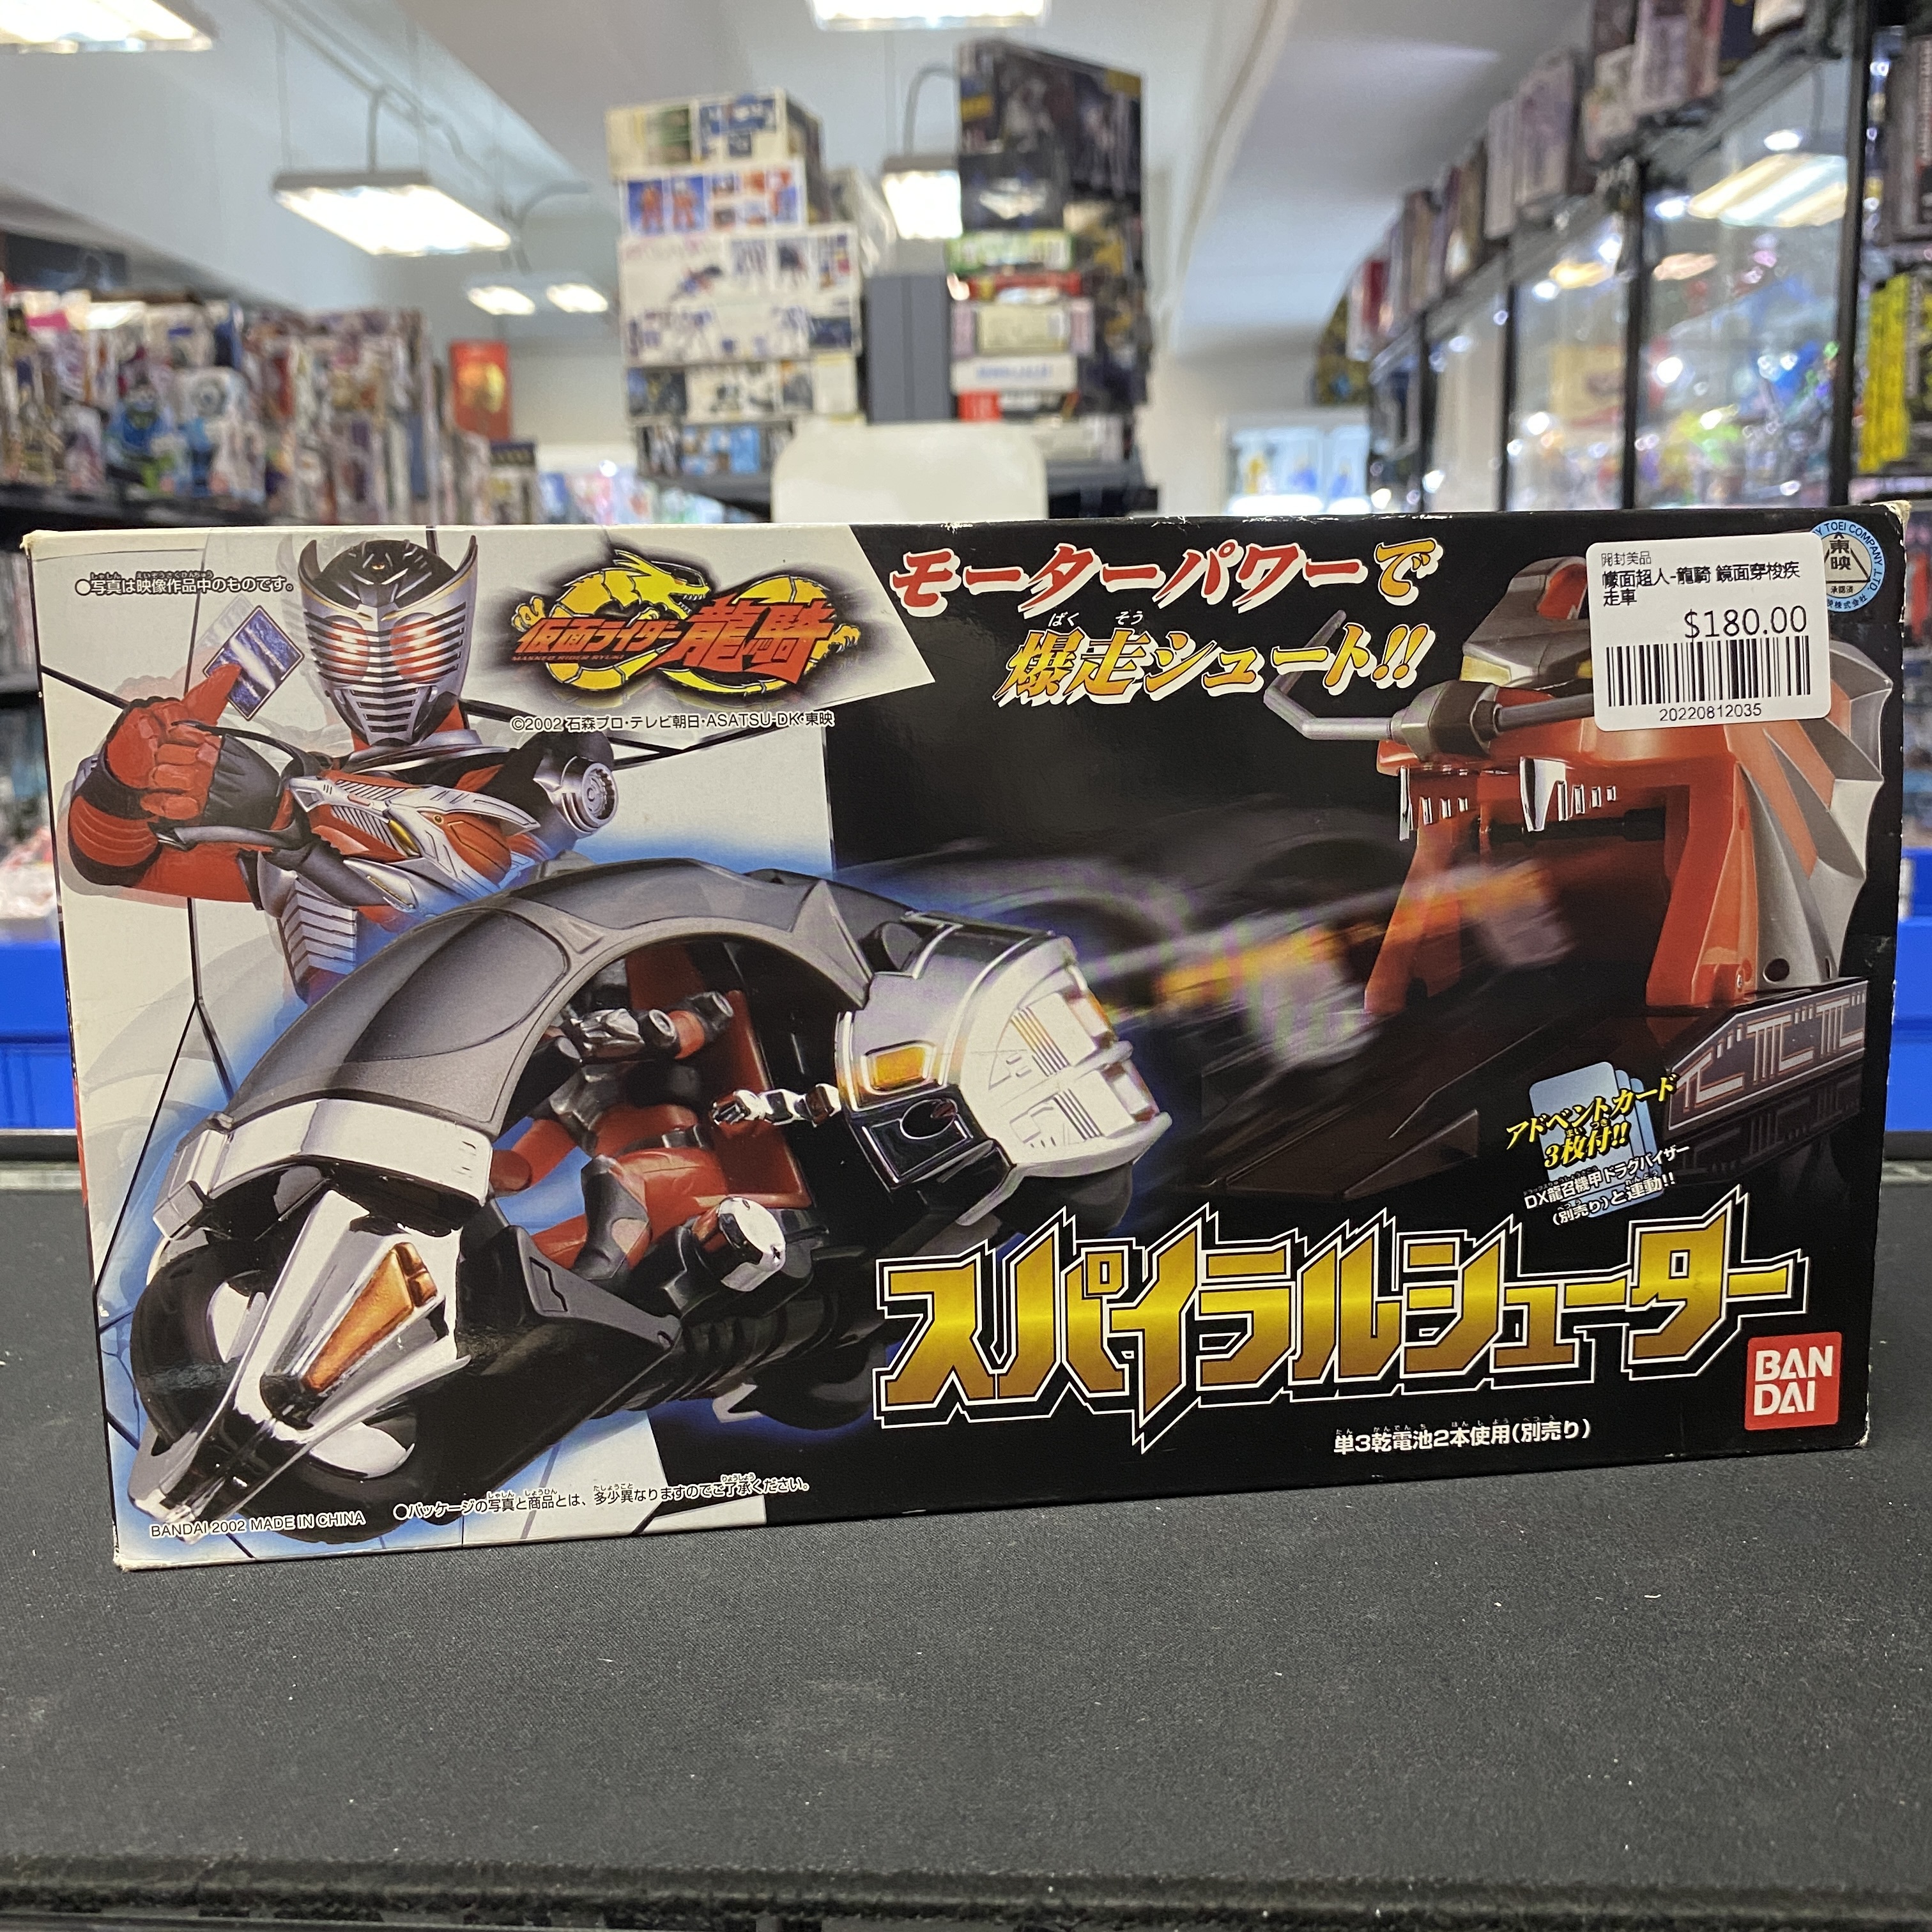 ●写真は映像作品中のものです。
仮面ライダー龍騎
MASKED RIDER RYUKI
©2002 石森プロ・テレビ朝日・ASATSU-DK・東映
モーターパワーで
爆走シュート!!
TOEI COMPANY,LTD.
東映
承認済
開封美品
幪面超人-龍騎 鏡面穿梭疾
走車
$180.00
20220812035
アドベントカード
3枚付!!
DX龍召機甲ドラグバイザー
(別売り)と連動!!
スパイラルシューター
BAN
DAI
単3乾電池2本使用(別売り)
●パッケージの写真と商品とは、多少異なりますのでご了承ください。
BANDAI 2002 MADE IN CHINA